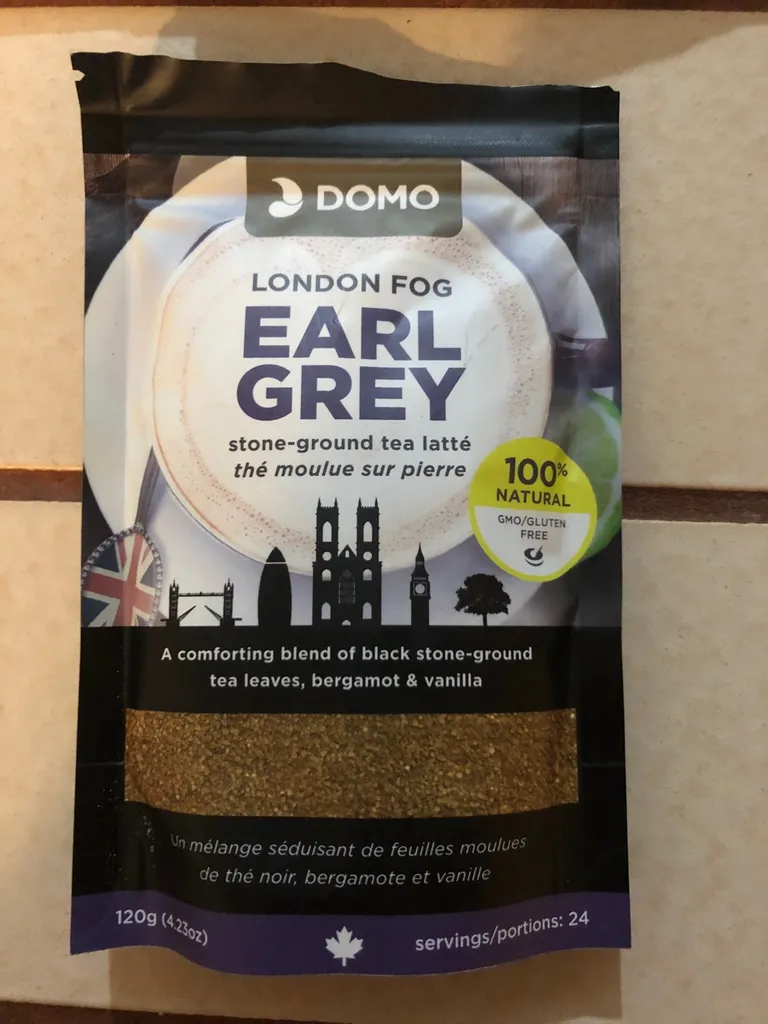 DOMO
LONDON FOG
EARL
GREY
stone-ground tea latté
thé moulue sur pierre
100%
NATURAL
GMO/GLUTEN
FREE
A comforting blend of black stone-ground
tea leaves, bergamot & vanilla
Un mélange séduisant de feuilles moulues
de thé noir, bergamote et vanille
120g (4.23oz)
servings/portions: 24